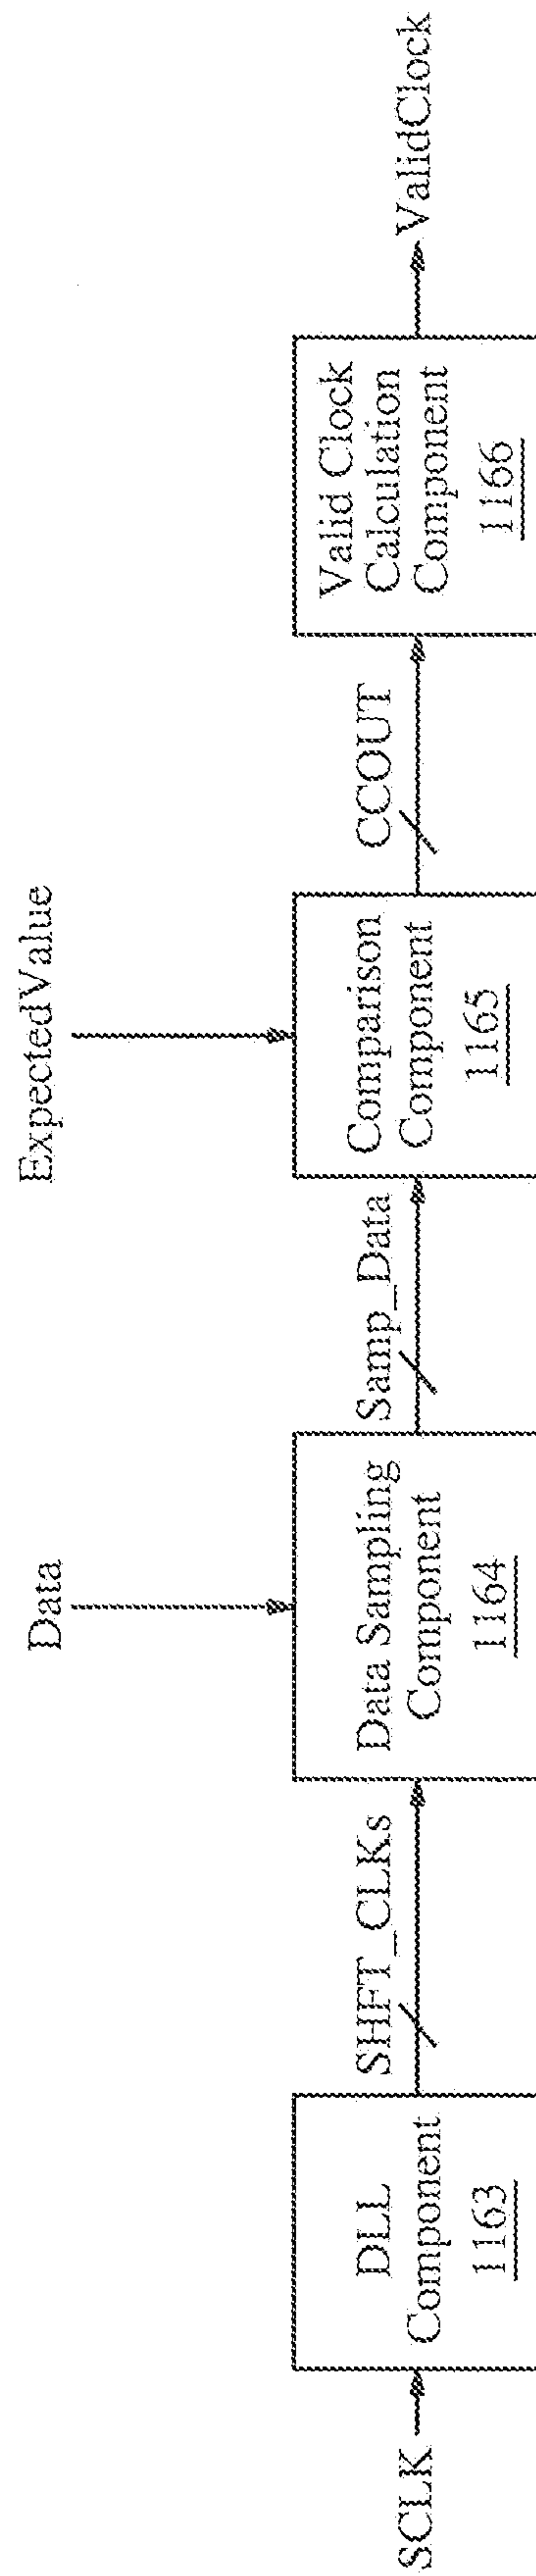 SCLK
DLL
Component
1163
SHFT_CLKs
Data
Data Sampling
Component
1164
Samp_Data
ExpectedValue
Comparison
Component
1165
CCOUT
Valid Clock
Calculation
Component
1166
ValidClock